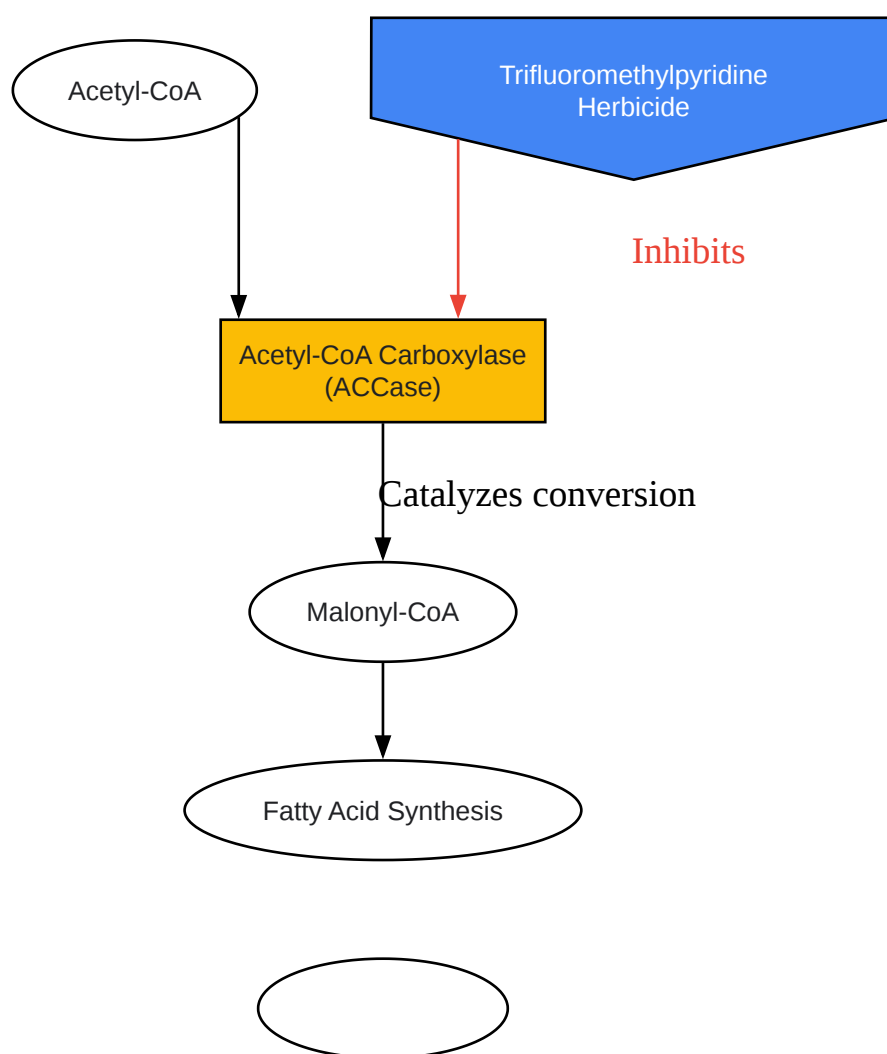 Acetyl-CoA
Trifluoromethylpyridine
Herbicide
Inhibits
Acetyl-CoA Carboxylase
(ACCase)
Catalyzes conversion
Malonyl-CoA
Fatty Acid Synthesis